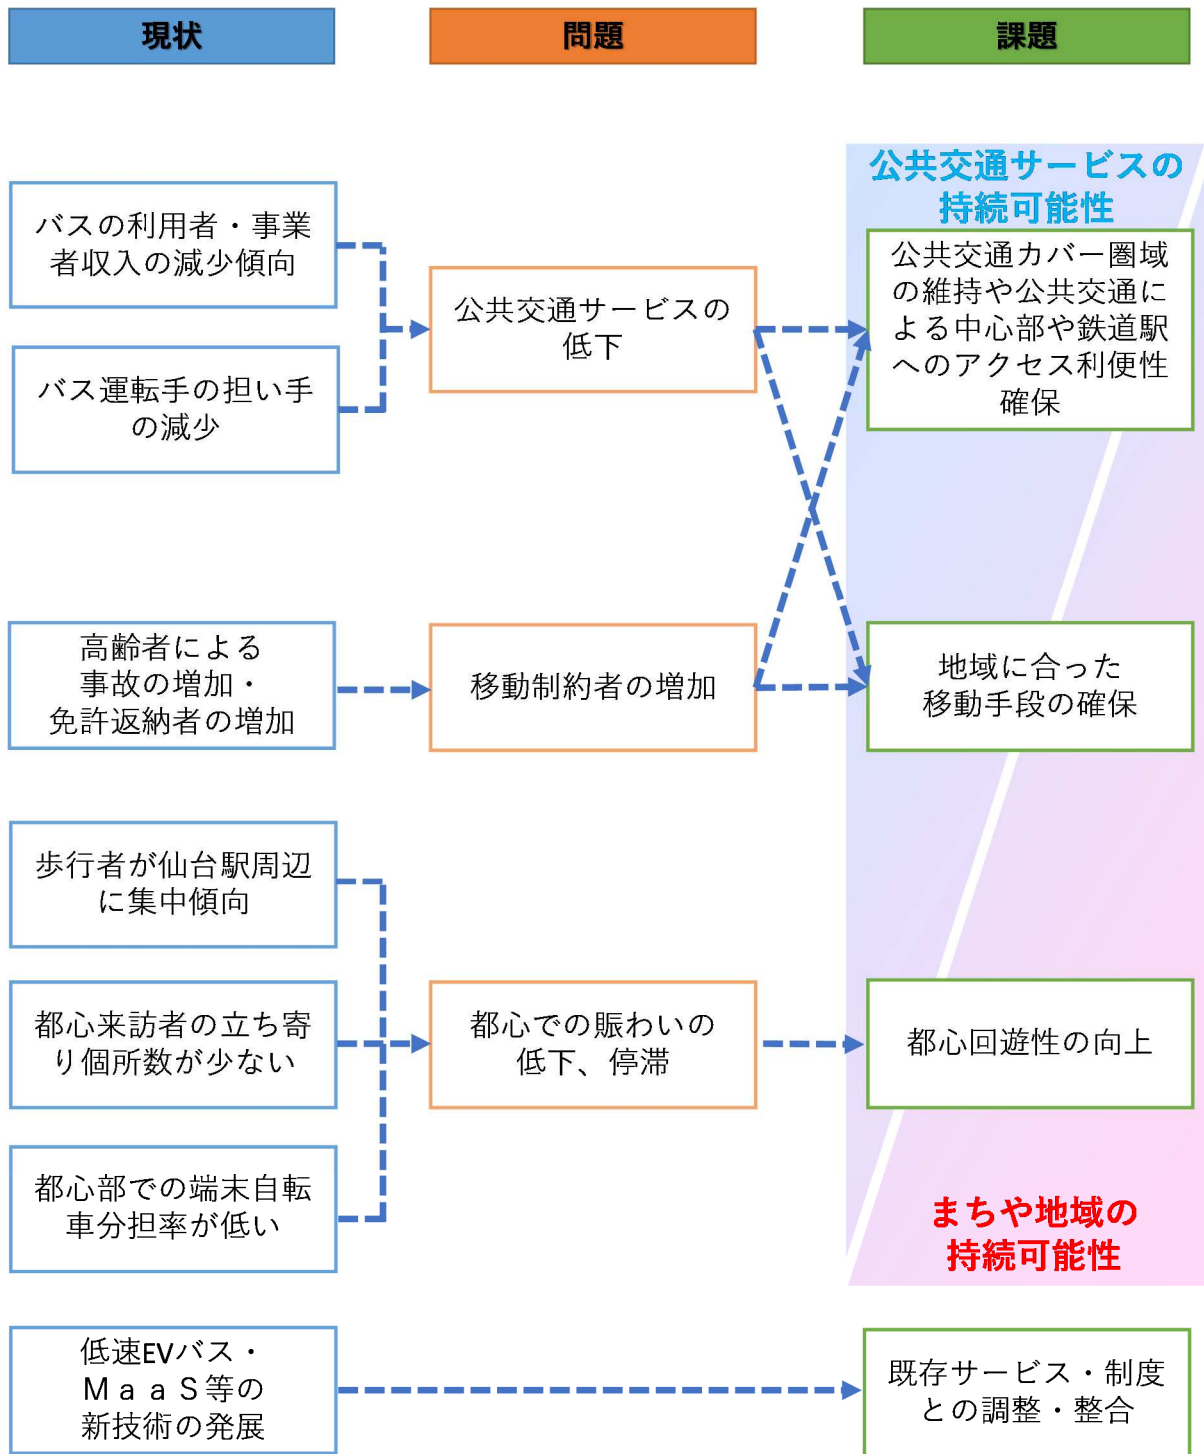 現状
問題
課題
公共交通サービスの
持続可能性
バスの利用者・事業
者収入の減少傾向
バス運転手の担い手
の減少
公共交通サービスの
低下
公共交通カバー圏域
の維持や公共交通に
よる中心部や鉄道駅
へのアクセス利便性
確保
高齢者による
事故の増加・
免許返納者の増加
移動制約者の増加
地域に合った
移動手段の確保
歩行者が仙台駅周辺
に集中傾向
都心来訪者の立ち寄
り個所数が少ない
都心部での端末自転
車分担率が低い
都心での賑わいの
低下、停滞
都心回遊性の向上
まちや地域の
持続可能性
低速EVバス・
ＭａａＳ等の
新技術の発展
既存サービス・制度
との調整・整合